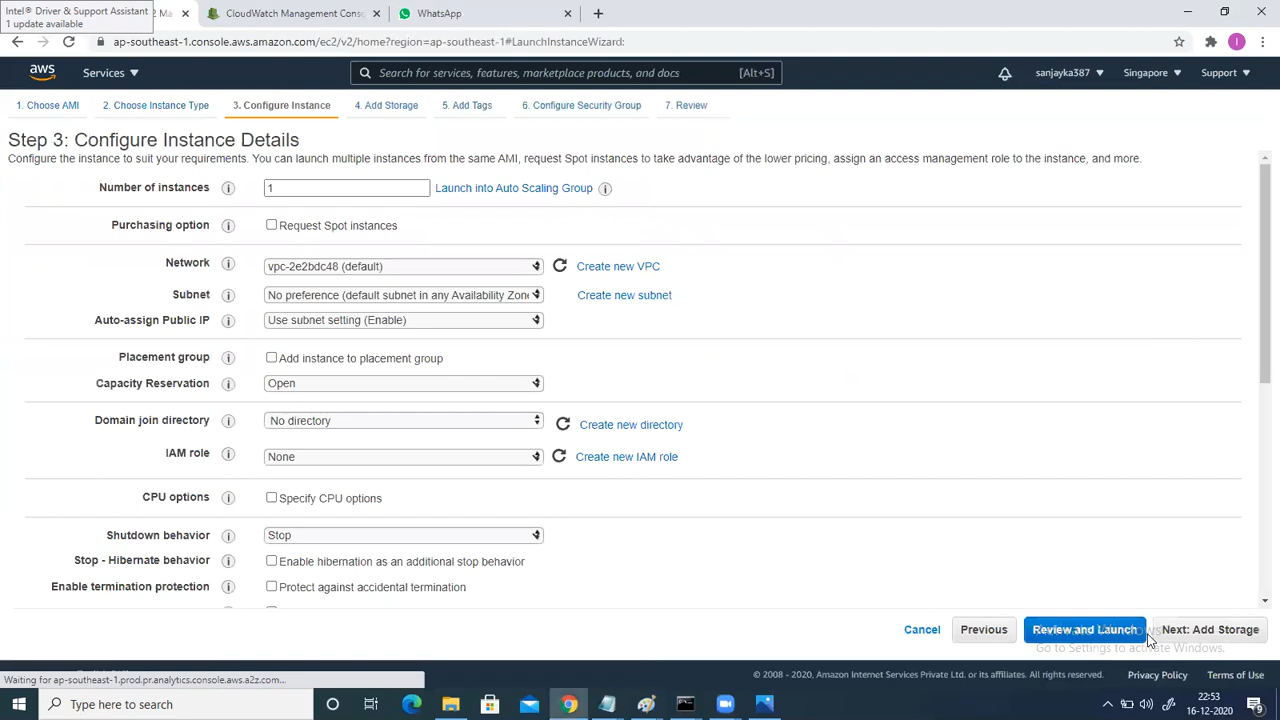 Intel® Driver & Support Assistant
1 update available
2 Ma
CloudWatch Management Cons
WhatsApp
ap-southeast-1.console.aws.amazon.com/ec2/v2/home?region=ap-southeast-1#LaunchInstanceWizard:
I
aws
Services
Search for services, features, marketplace products, and docs
[Alt+S]
sanjayka387
Singapore
Support
1. Choose AMI
2. Choose Instance Type
3. Configure Instance
4. Add Storage
5. Add Tags
6. Configure Security Group
7. Review
Step 3: Configure Instance Details
Configure the instance to suit your requirements. You can launch multiple instances from the same AMI, request Spot instances to take advantage of the lower pricing, assign an access management role to the instance, and more.
Number of instances
1
Launch into Auto Scaling Group
Purchasing option
Request Spot instances
Network
vpc-2e2bdc48 (default)
Create new VPC
Subnet
No preference (default subnet in any Availability Zone
Create new subnet
Auto-assign Public IP
Use subnet setting (Enable)
Placement group
Add instance to placement group
Capacity Reservation
Open
Domain join directory
No directory
Create new directory
IAM role
None
Create new IAM role
CPU options
Specify CPU options
Shutdown behavior
Stop
Stop - Hibernate behavior
Enable hibernation as an additional stop behavior
Enable termination protection
Protect against accidental termination
Cancel
Previous
Review and Launch
Next: Add Storage
Activate Windows
Go to Settings to activate Windows.
Waiting for ap-southeast-1.prod.pr.analytics.console.aws.a2z.com...
© 2008 - 2020, Amazon Internet Services Private Ltd. or its affiliates. All rights reserved.
Privacy Policy
Terms of Use
Type here to search
22:53
16-12-2020